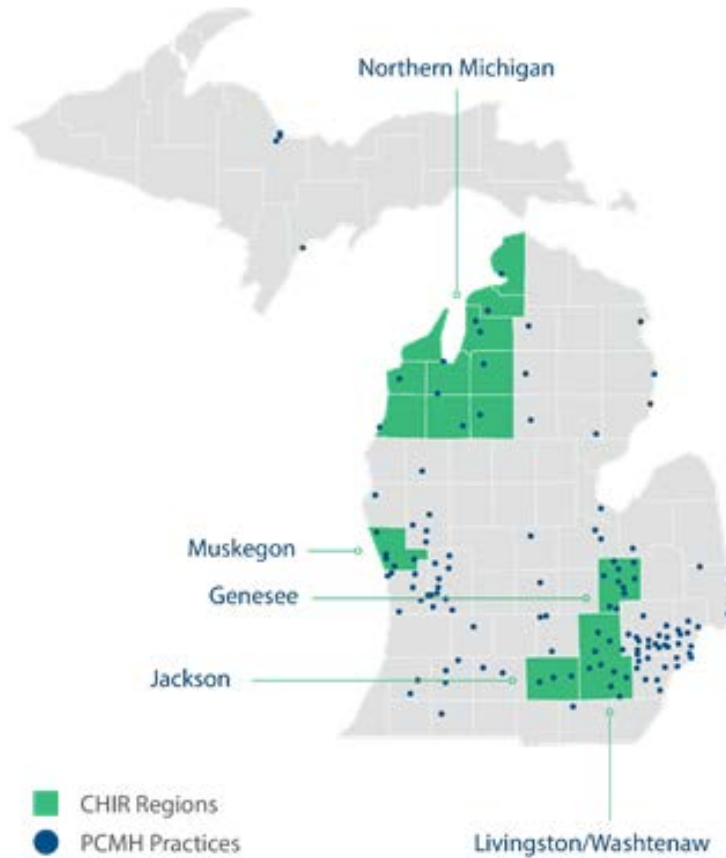 Northern Michigan
Muskegon
Genesee
Jackson
CHIR Regions
PCMH Practices
Livingston/Washtenaw